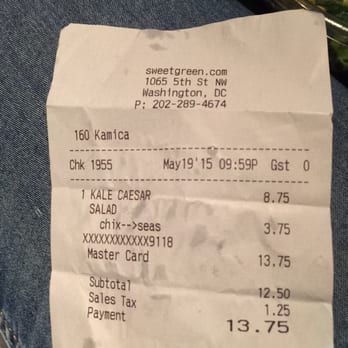 sweetgreen.com
1065 5th St NW
Washington, DC
P: 202-289-4674
160 Kamica
Chk 1955 May19'15 09:59P Gst 0
1 KALE CAESAR 8.75
SALAD
chix-->seas 3.75
XXXXXXXXXXXX9118
Master Card 13.75
Subtotal 12.50
Sales Tax 1.25
Payment 13.75